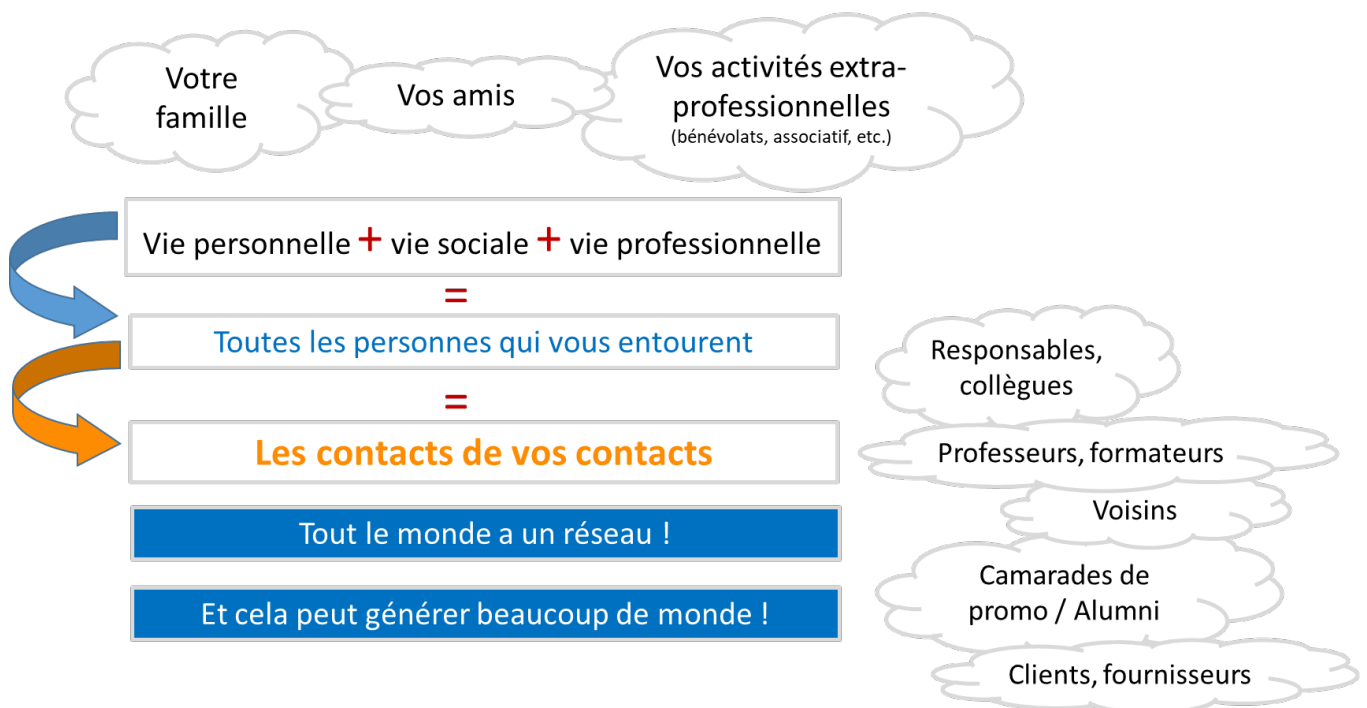 Votre
famille
Vos amis
Vos activités extra-
professionnelles
(bénévolats, associatif, etc.)
Vie personnelle + vie sociale + vie professionnelle
=
Toutes les personnes qui vous entourent
=
Les contacts de vos contacts
Tout le monde a un réseau !
Et cela peut générer beaucoup de monde !
Responsables,
collègues
Professeurs, formateurs
Voisins
Camarades de
promo / Alumni
Clients, fournisseurs